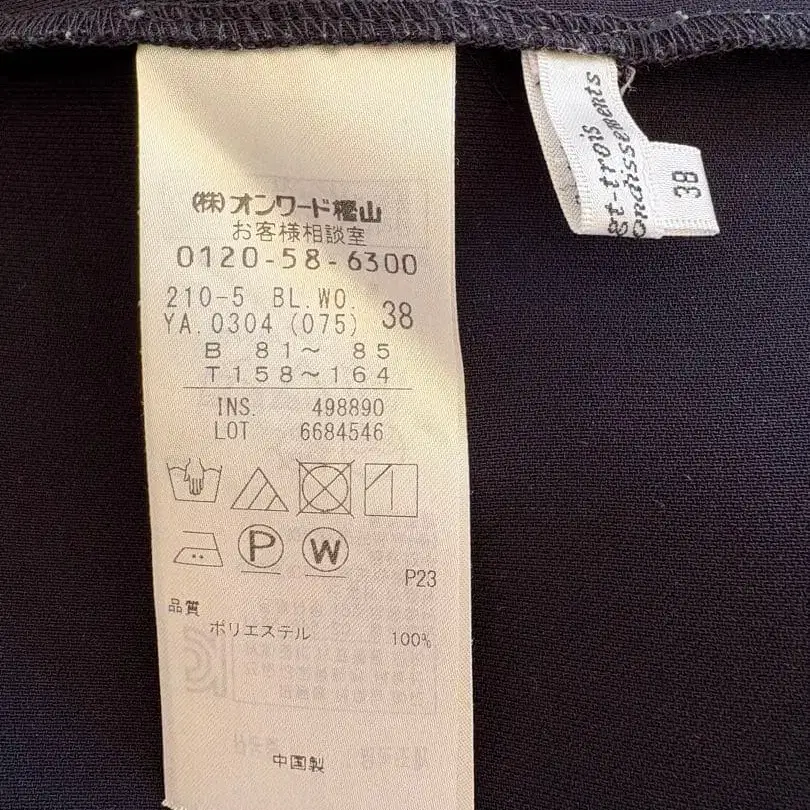 (株)オンワード樫山
お客様相談室
0120-58-6300
210-5 BL.WO.
YA.0304 (075) 38
B 81～ 85
T158～164
INS. 498890
LOT 6684546
P
W
P23
品質
ポリエステル 100%
中国製
t-trois
ondissements
38